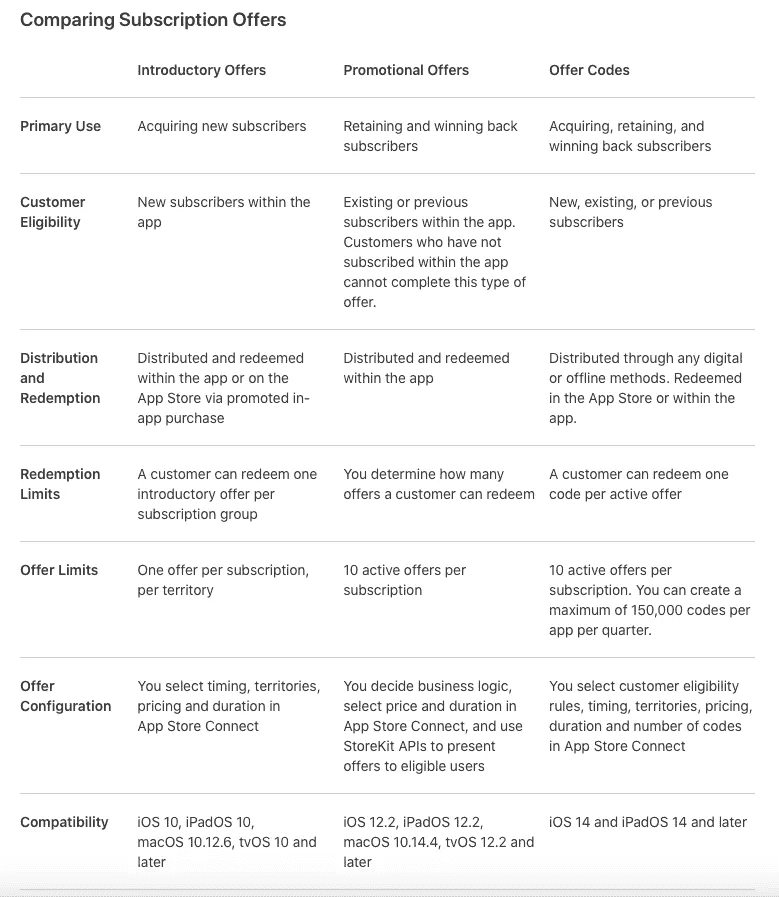 Comparing Subscription Offers
Introductory Offers
Promotional Offers
Offer Codes
Primary Use
Acquiring new subscribers
Retaining and winning back
subscribers
Acquiring, retaining, and
winning back subscribers
Customer
Eligibility
New subscribers within the
app
Existing or previous
subscribers within the app.
Customers who have not
subscribed within the app
cannot complete this type of
offer.
New, existing, or previous
subscribers
Distribution
and
Redemption
Distributed and redeemed
within the app or on the
App Store via promoted in-
app purchase
Distributed and redeemed
within the app
Distributed through any digital
or offline methods. Redeemed
in the App Store or within the
app.
Redemption
Limits
A customer can redeem one
introductory offer per
subscription group
You determine how many
offers a customer can redeem
A customer can redeem one
code per active offer
Offer Limits
One offer per subscription,
per territory
10 active offers per
subscription
10 active offers per
subscription. You can create a
maximum of 150,000 codes per
app per quarter.
Offer
Configuration
You select timing, territories,
pricing and duration in
App Store Connect
You decide business logic,
select price and duration in
App Store Connect, and use
StoreKit APIs to present
offers to eligible users
You select customer eligibility
rules, timing, territories, pricing,
duration and number of codes
in App Store Connect
Compatibility
iOS 10, iPadOS 10,
macOS 10.12.6, tvOS 10 and
later
iOS 12.2, iPadOS 12.2,
macOS 10.14.4, tvOS 12.2 and
later
iOS 14 and iPadOS 14 and later